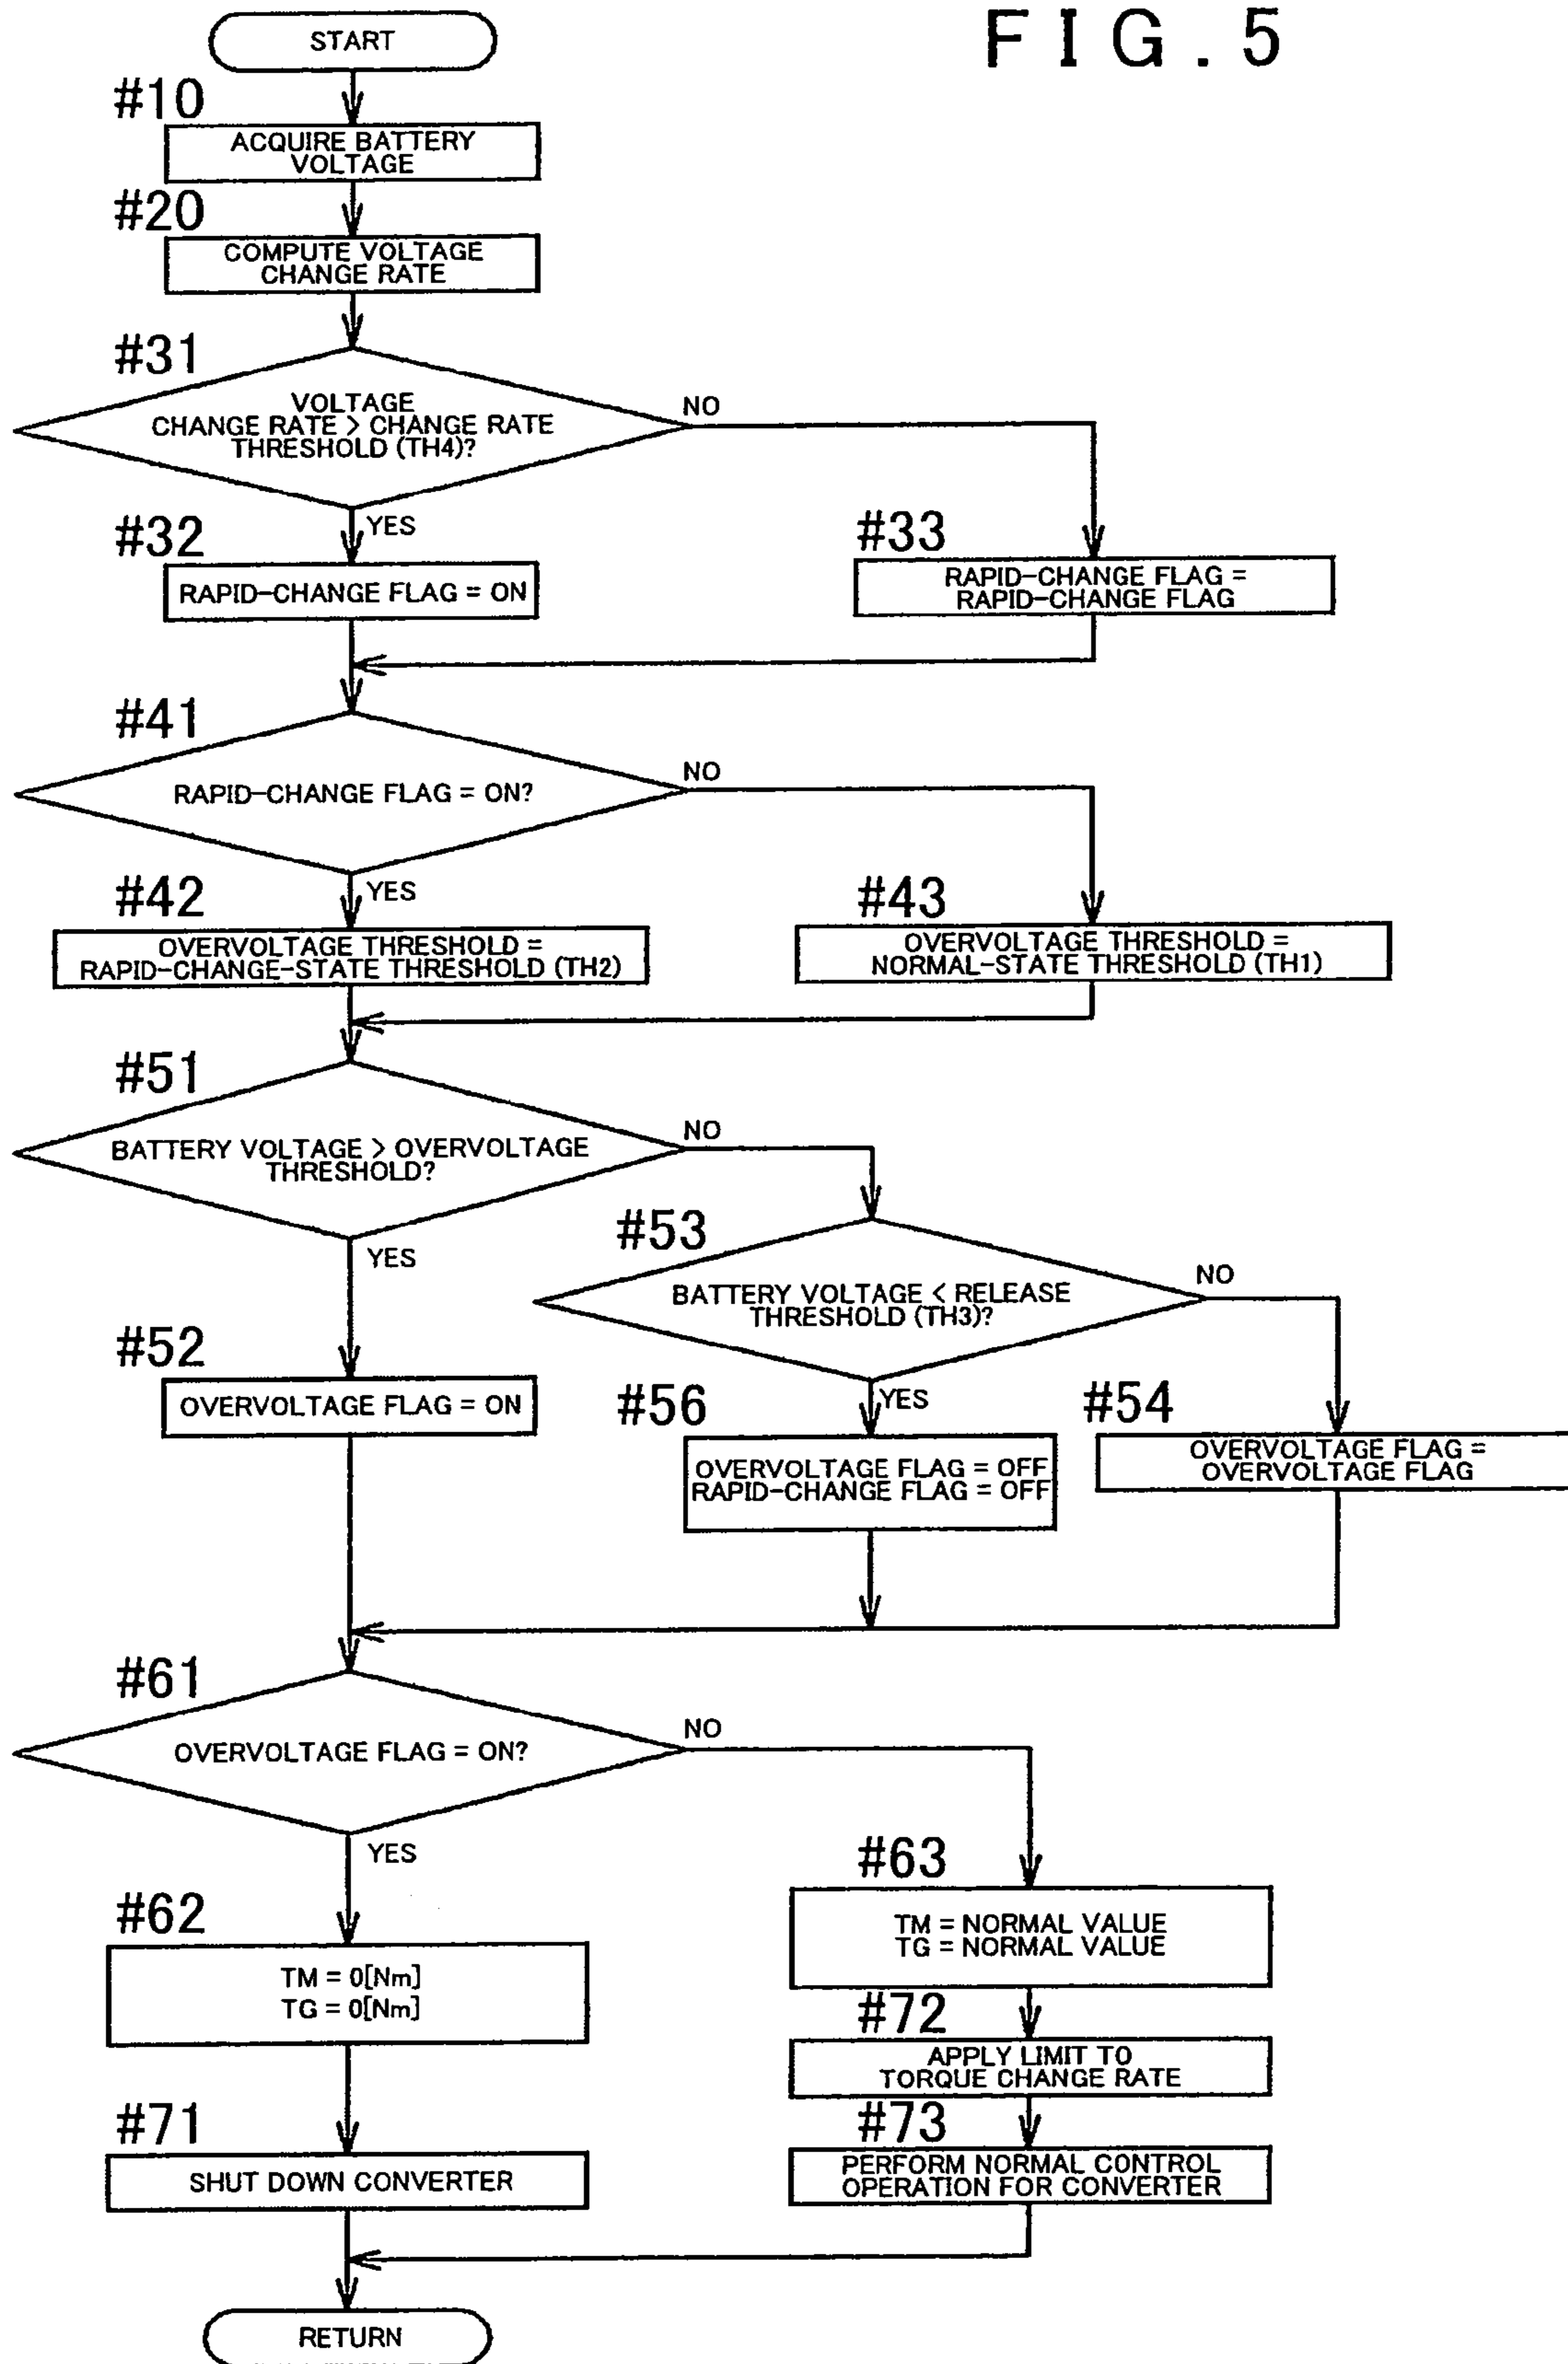 FIG. 5
START
#10
ACQUIRE BATTERY
VOLTAGE
#20
COMPUTE VOLTAGE
CHANGE RATE
#31
VOLTAGE
CHANGE RATE > CHANGE RATE
THRESHOLD (TH4)?
NO
YES
#32
RAPID-CHANGE FLAG = ON
#33
RAPID-CHANGE FLAG =
RAPID-CHANGE FLAG
#41
RAPID-CHANGE FLAG = ON?
NO
YES
#42
OVERVOLTAGE THRESHOLD =
RAPID-CHANGE-STATE THRESHOLD (TH2)
#43
OVERVOLTAGE THRESHOLD =
NORMAL-STATE THRESHOLD (TH1)
#51
BATTERY VOLTAGE > OVERVOLTAGE
THRESHOLD?
NO
YES
#53
BATTERY VOLTAGE < RELEASE
THRESHOLD (TH3)?
NO
YES
#52
OVERVOLTAGE FLAG = ON
#56
OVERVOLTAGE FLAG = OFF
RAPID-CHANGE FLAG = OFF
#54
OVERVOLTAGE FLAG =
OVERVOLTAGE FLAG
#61
OVERVOLTAGE FLAG = ON?
NO
YES
#62
TM = 0[Nm]
TG = 0[Nm]
#63
TM = NORMAL VALUE
TG = NORMAL VALUE
#72
APPLY LIMIT TO
TORQUE CHANGE RATE
#71
SHUT DOWN CONVERTER
#73
PERFORM NORMAL CONTROL
OPERATION FOR CONVERTER
RETURN